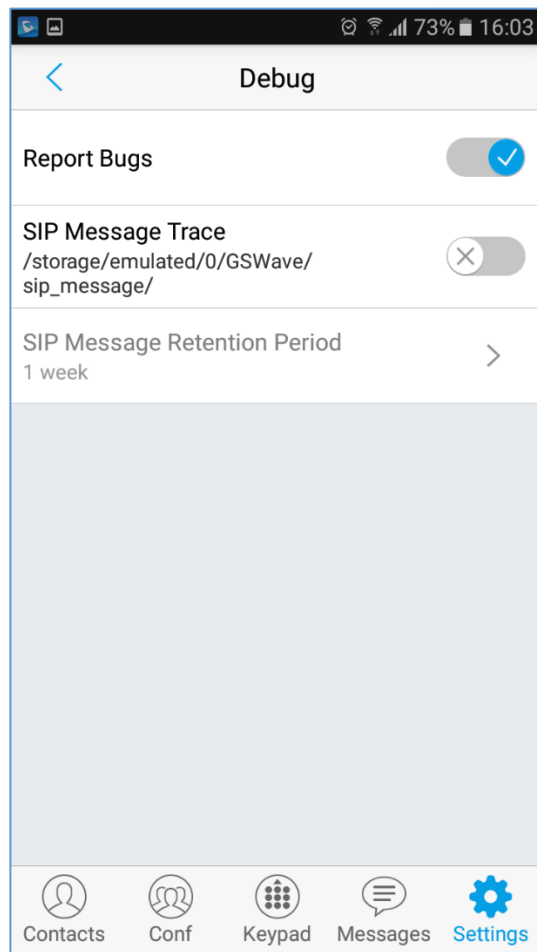 73% 16:03
Debug
Report Bugs
SIP Message Trace
/storage/emulated/0/GSWave/
sip_message/
SIP Message Retention Period
1 week
Contacts Conf Keypad Messages Settings